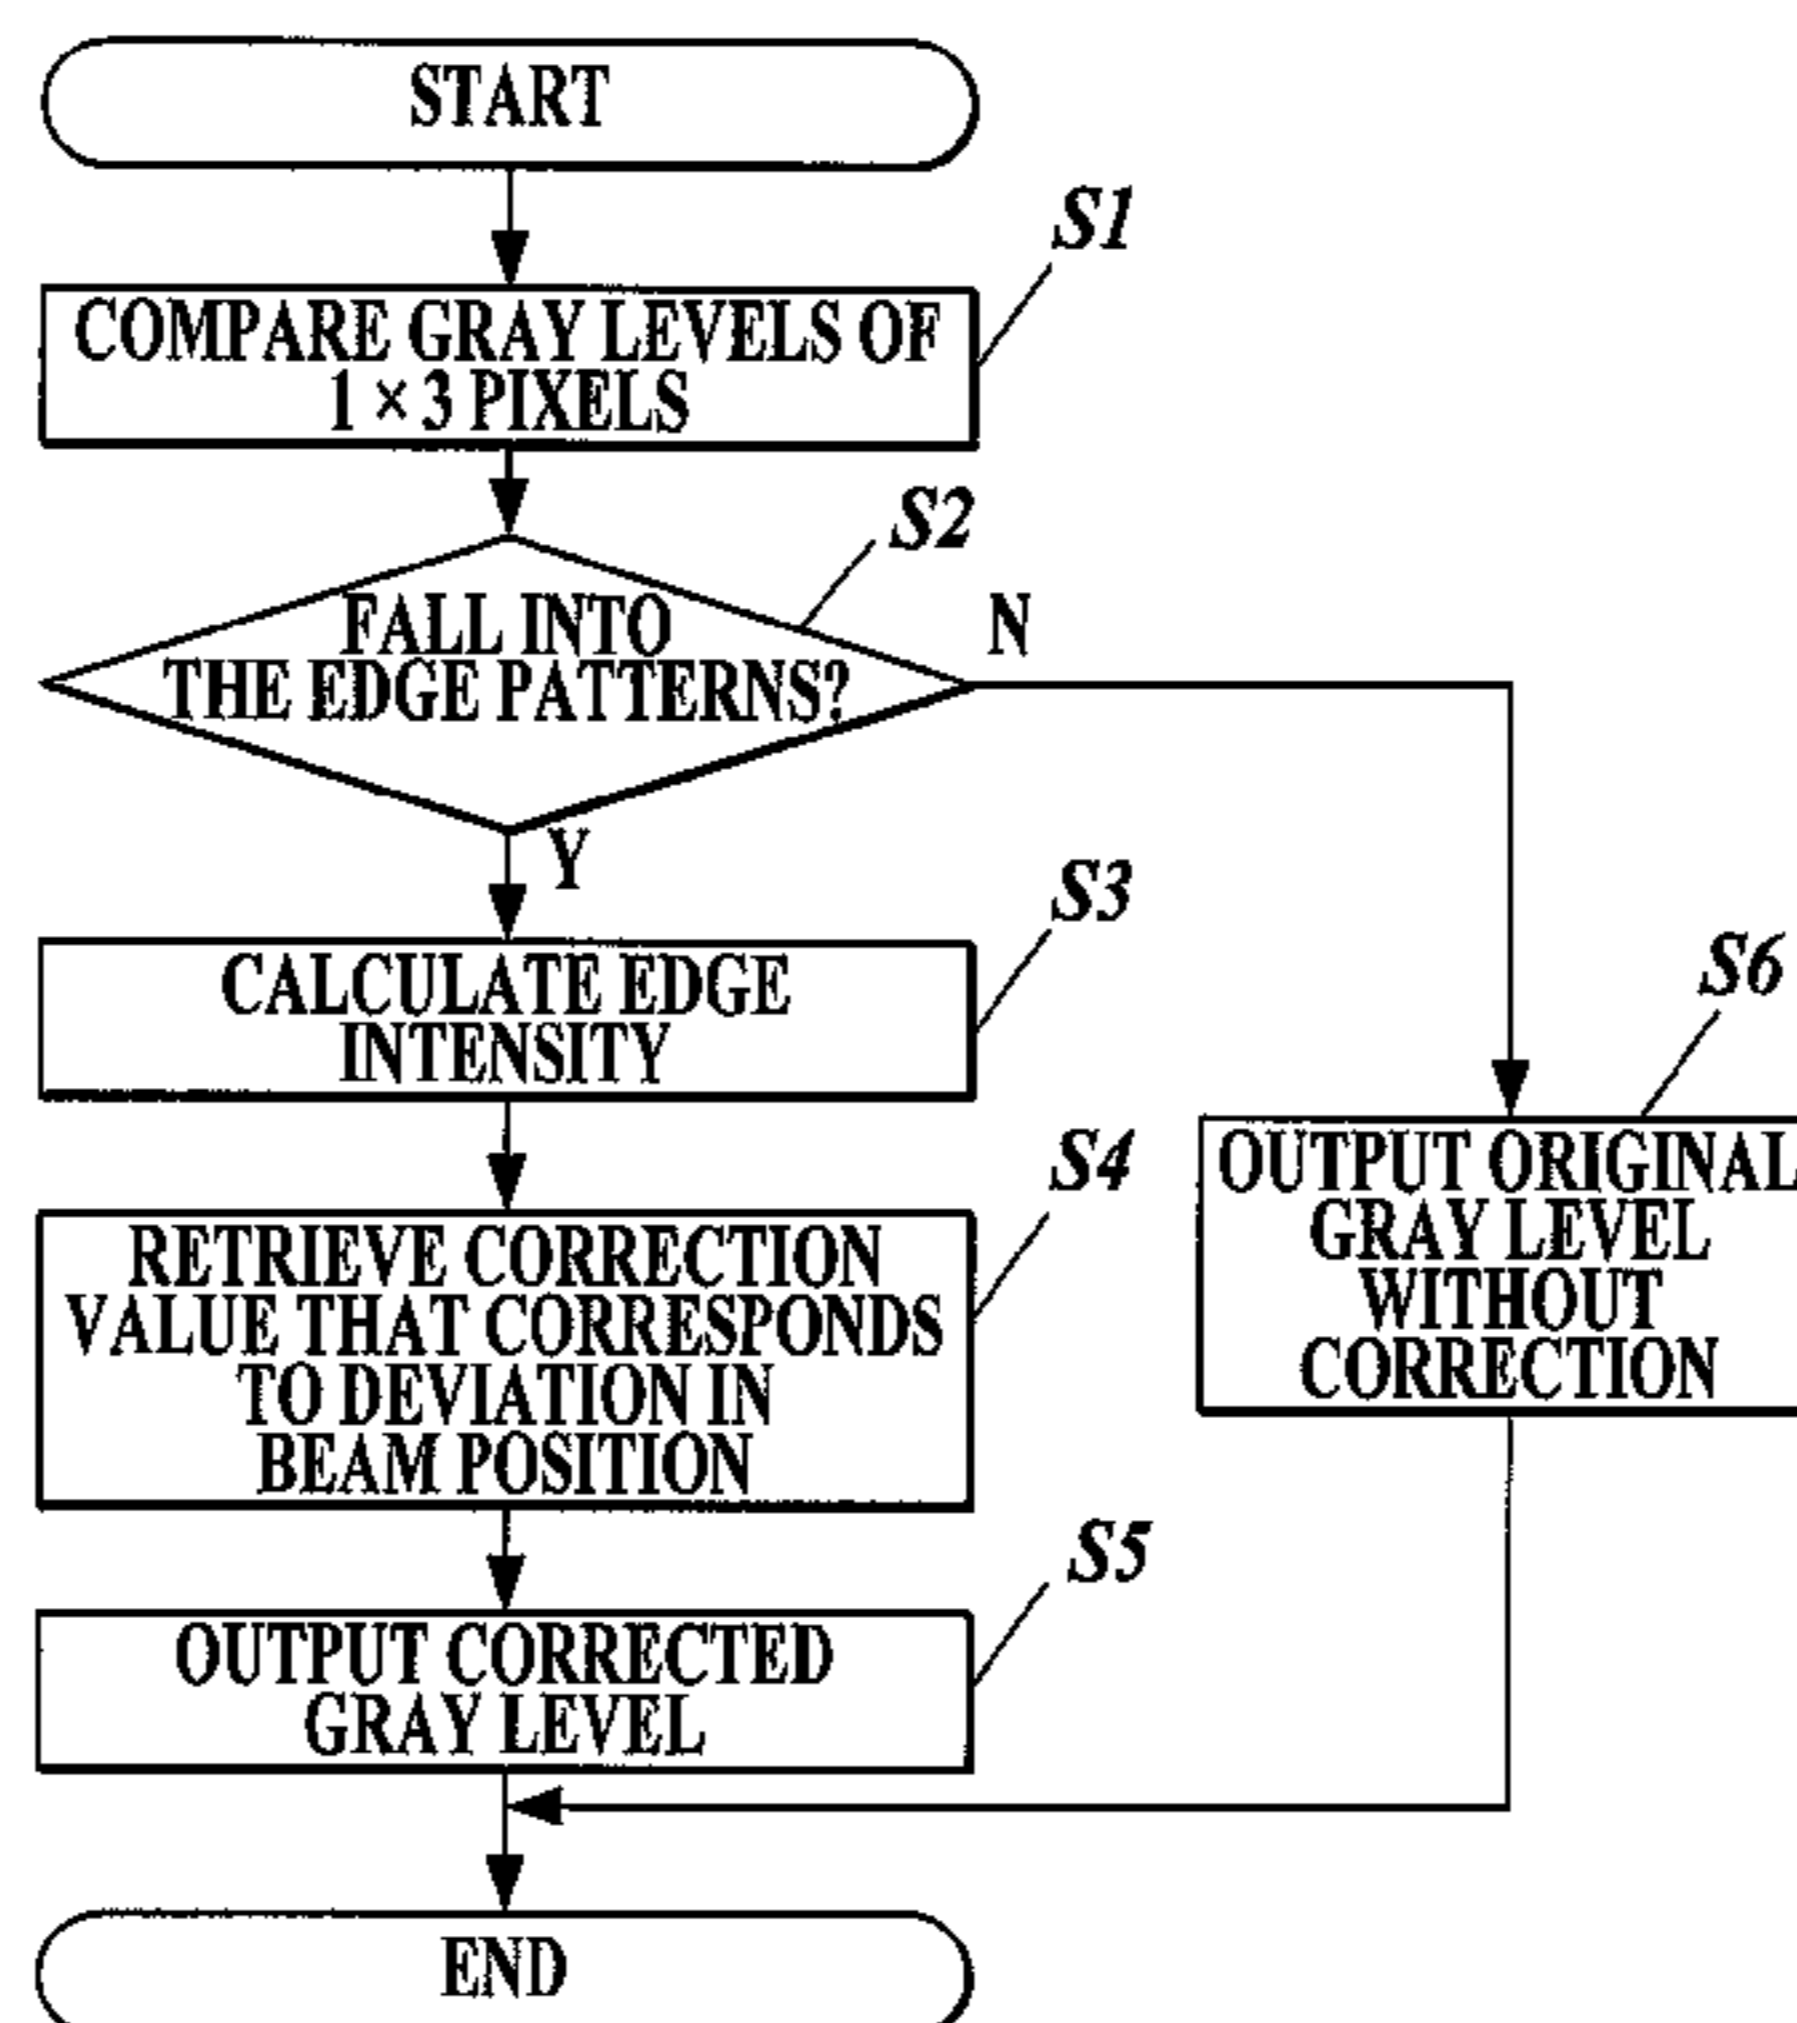 START
S1
COMPARE GRAY LEVELS OF
1 × 3 PIXELS
S2
FALL INTO
THE EDGE PATTERNS?
N
Y
S3
CALCULATE EDGE
INTENSITY
S6
OUTPUT ORIGINAL
GRAY LEVEL
WITHOUT
CORRECTION
S4
RETRIEVE CORRECTION
VALUE THAT CORRESPONDS
TO DEVIATION IN
BEAM POSITION
S5
OUTPUT CORRECTED
GRAY LEVEL
END